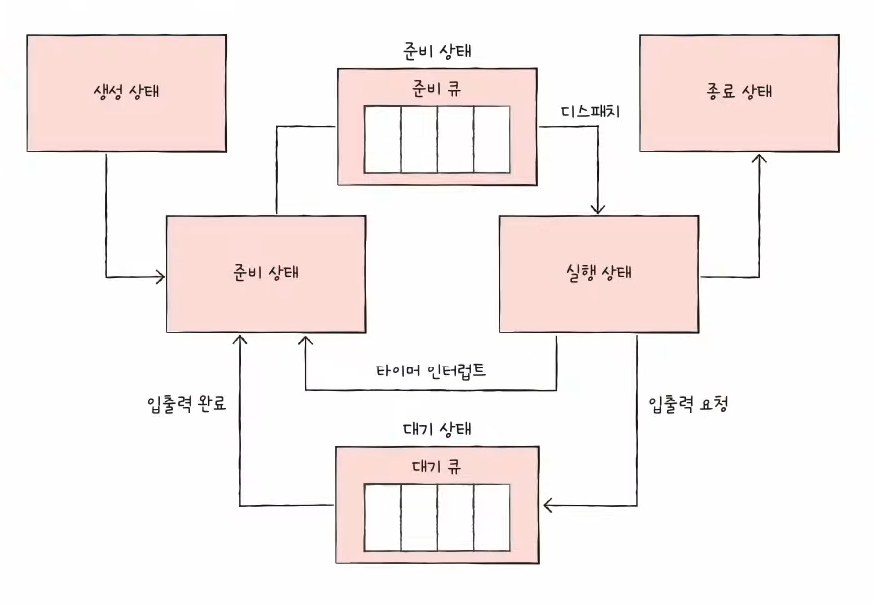 준비 상태
생성 상태
준비 큐
종료 상태
디스패치
준비 상태
실행 상태
타이머 인터럽트
입출력 완료
입출력 요청
대기 상태
대기 큐